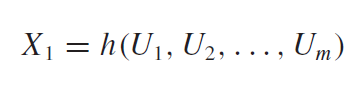 X₁ = h(U₁, U₂, . . . , Uₘ)